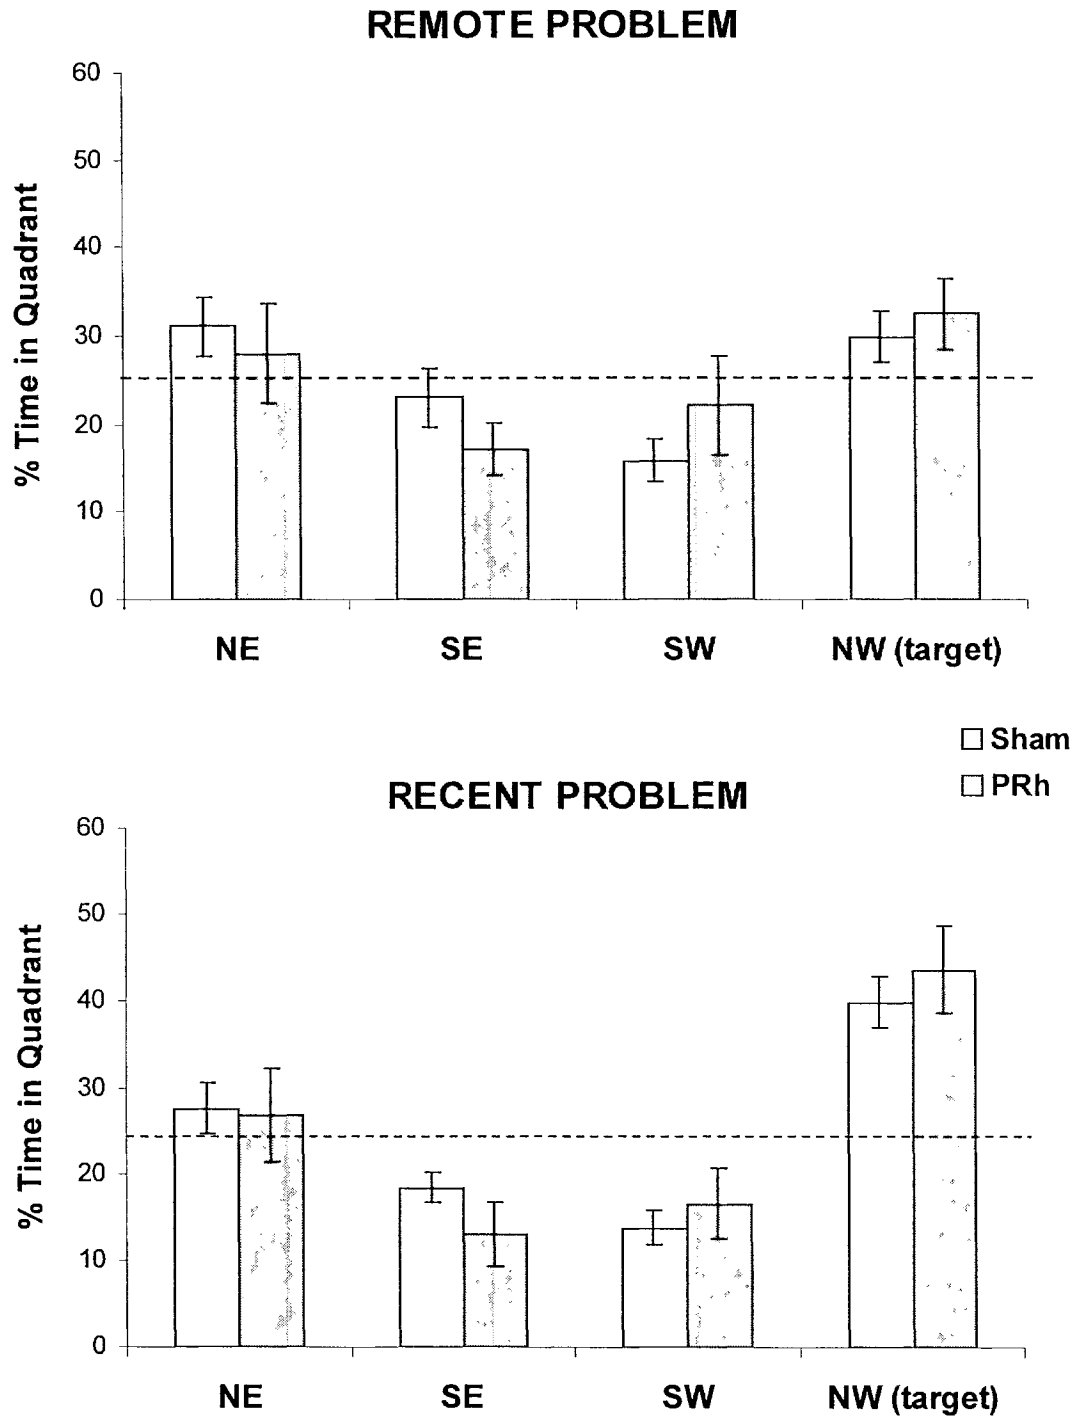 REMOTE PROBLEM
% Time in Quadrant
60
50
40
30
20
10
0
NE SE SW NW (target)
Sham
PRh
RECENT PROBLEM
% Time in Quadrant
60
50
40
30
20
10
0
NE SE SW NW (target)